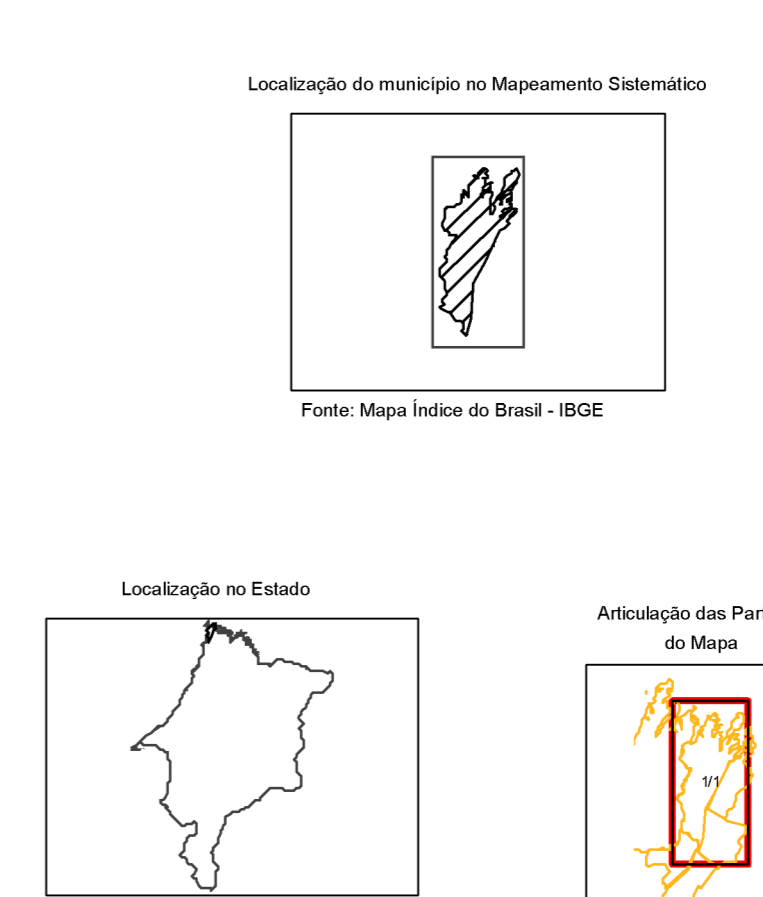 Localização do município no Mapeamento Sistemático
Fonte: Mapa Índice do Brasil - IBGE
Localização no Estado
Articulação das
do Mapa
1/1